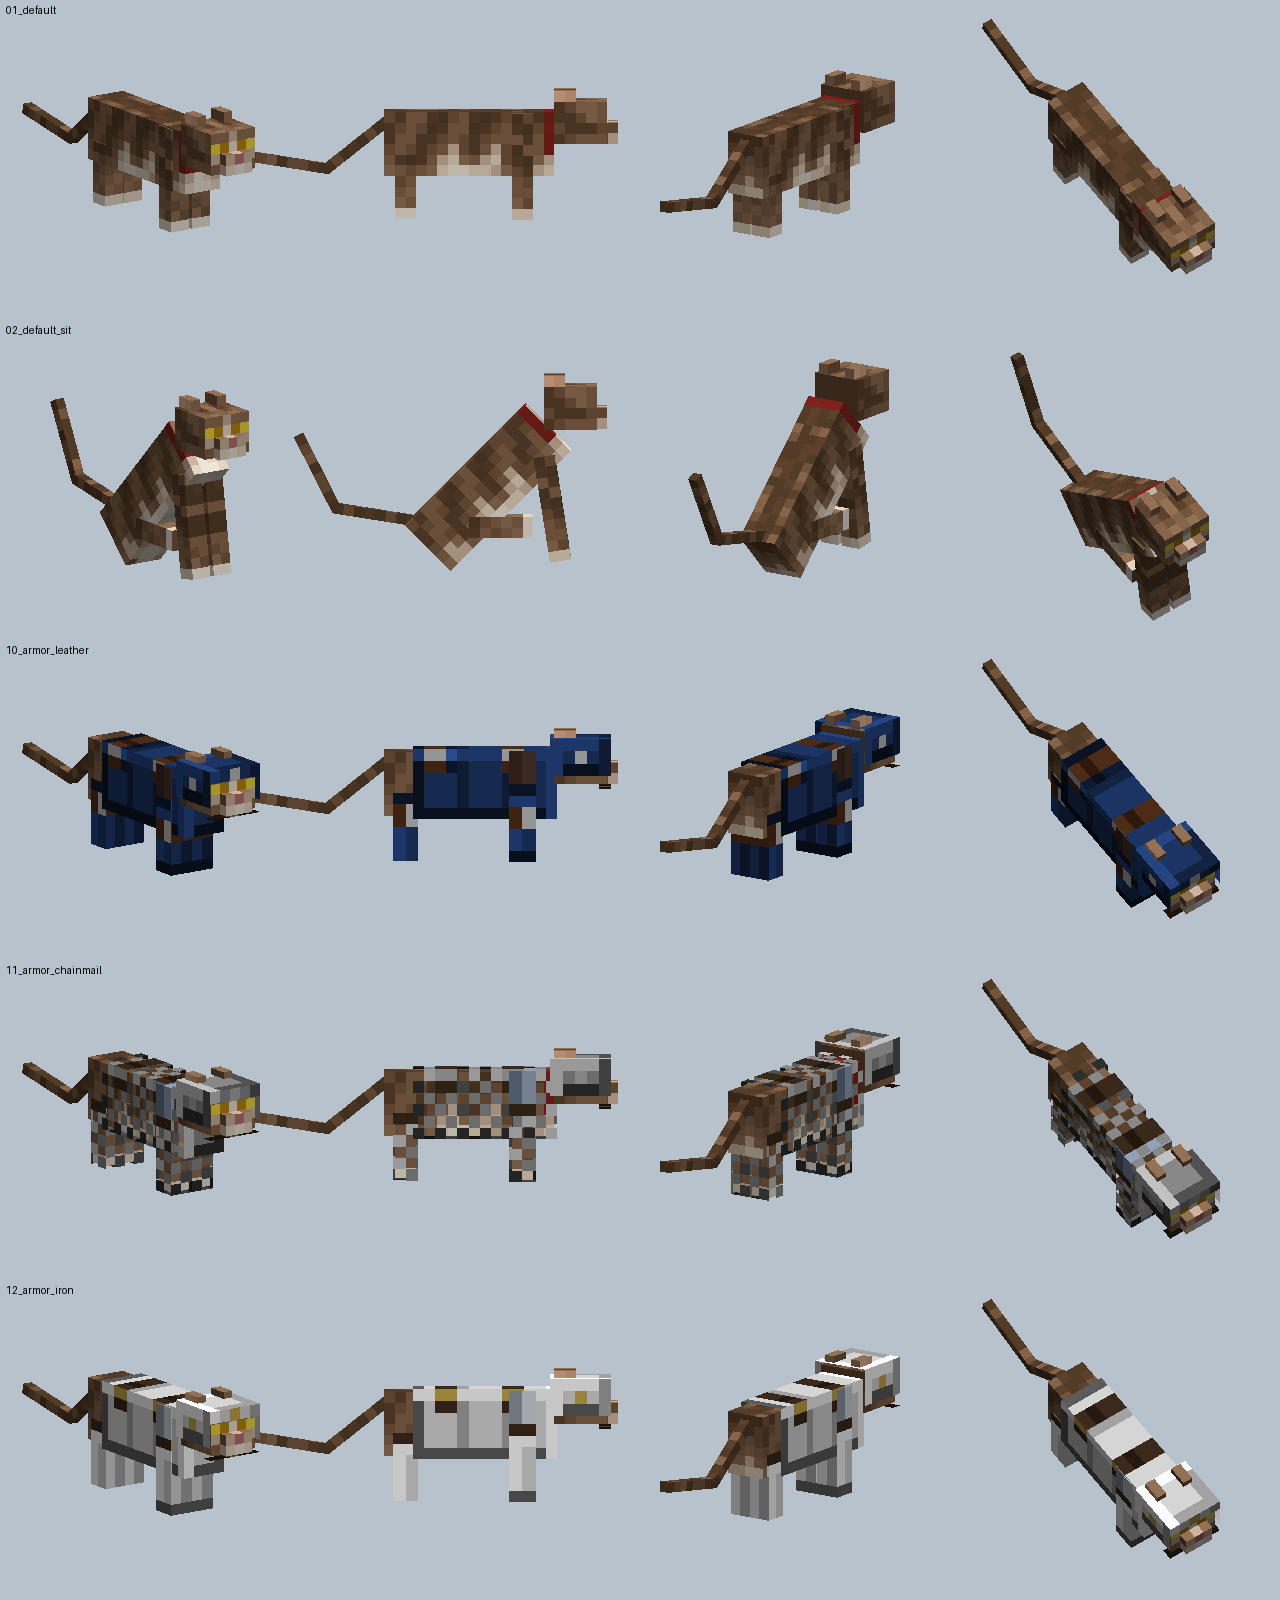 01_default
02_default_sit
10_armor_leather
11_armor_chainmail
12_armor_iron